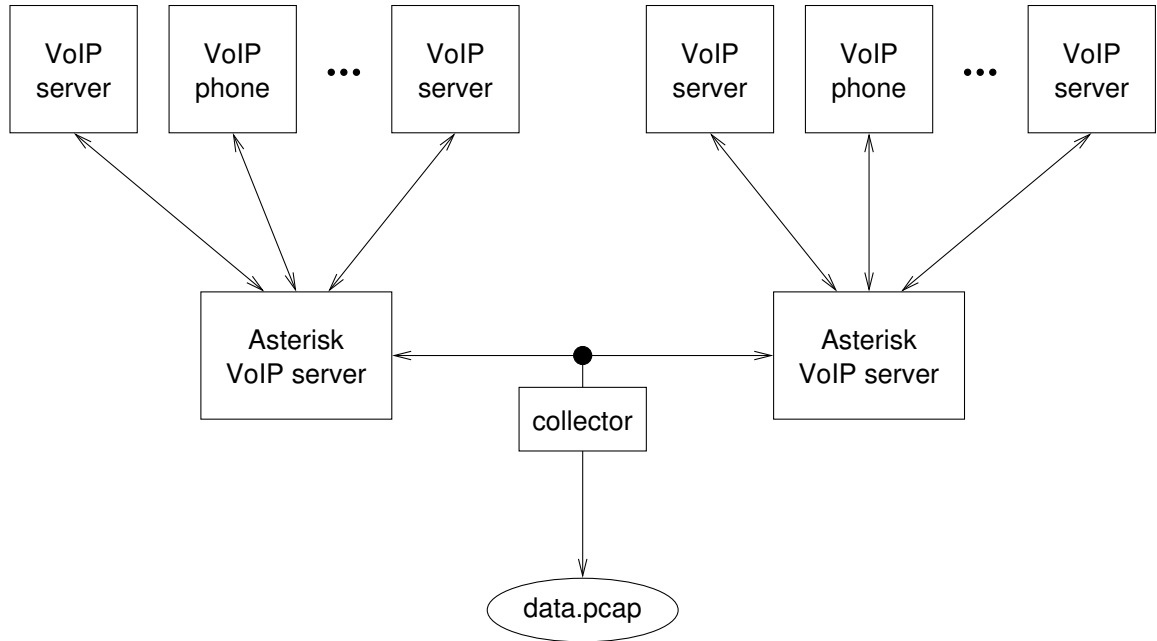 VoIP
server
VoIP
phone
•••
VoIP
server
VoIP
server
VoIP
phone
•••
VoIP
server
Asterisk
VoIP server
Asterisk
VoIP server
collector
data.pcap